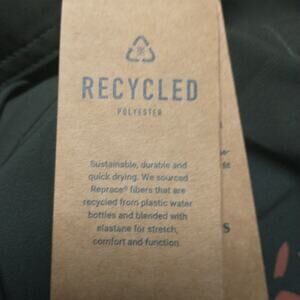 RECYCLED
POLYESTER
Sustainable, durable and
quick drying. We sourced
Repreve® fibers that are
recycled from plastic water
bottles and blended with
elastane for stretch,
comfort and function.